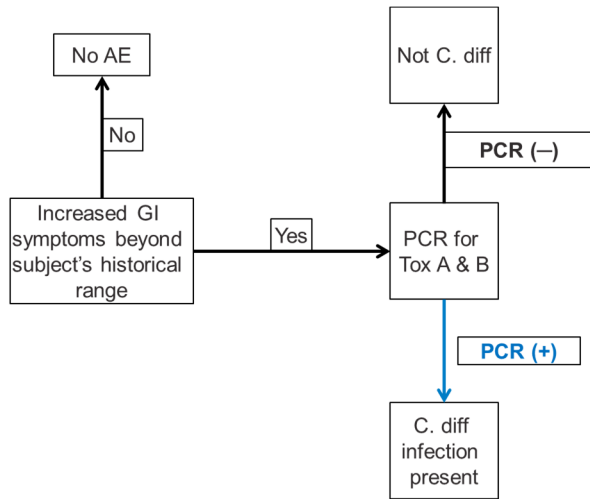 No AE
Not C. diff
No
PCR (–)
Increased GI
symptoms beyond
subject's historical
range
Yes
PCR for
Tox A & B
PCR (+)
C. diff
infection
present